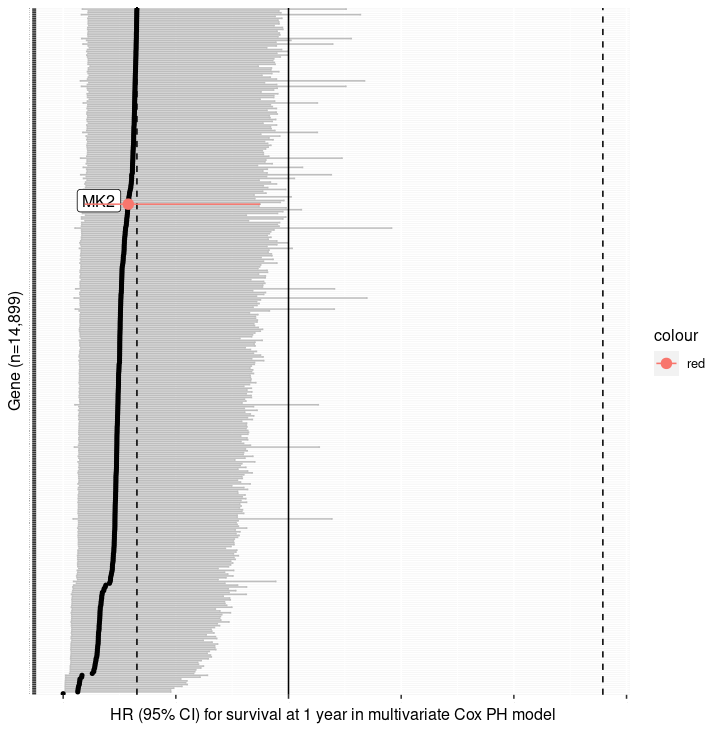 MK2
Gene (n=14,899)
HR (95% CI) for survival at 1 year in multivariate Cox PH model
colour
red